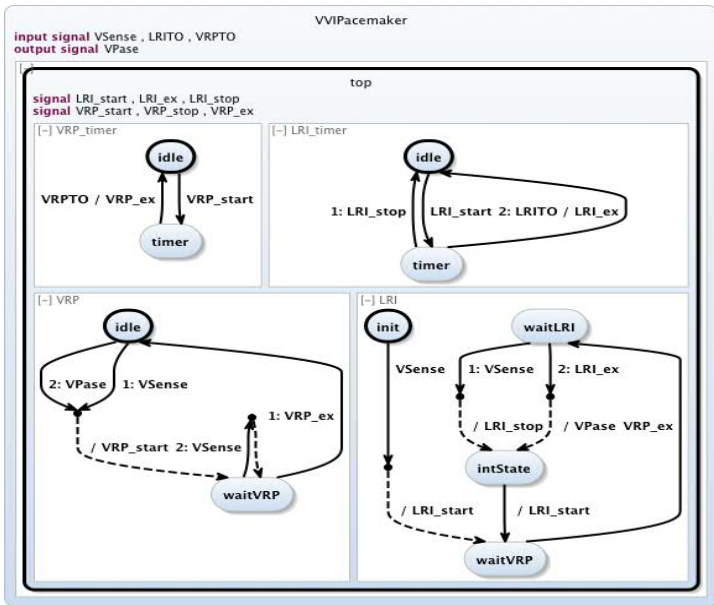 VVIPacemaker
input signal VSense , LRITO , VRPTO
output signal VPase
[-]
top
signal LRI_start , LRI_ex , LRI_stop
signal VRP_start , VRP_stop , VRP_ex
[-] VRP_timer
idle
VRPTO / VRP_ex
VRP_start
timer
[-] LRI_timer
idle
1: LRI_stop
LRI_start
2: LRITO / LRI_ex
timer
[-] VRP
idle
2: VPase
1: VSense
/ VRP_start
2: VSense
1: VRP_ex
waitVRP
[-] LRI
init
waitLRI
VSense
1: VSense
2: LRI_ex
/ LRI_stop
/ VPase VRP_ex
intState
/ LRI_start
/ LRI_start
waitVRP